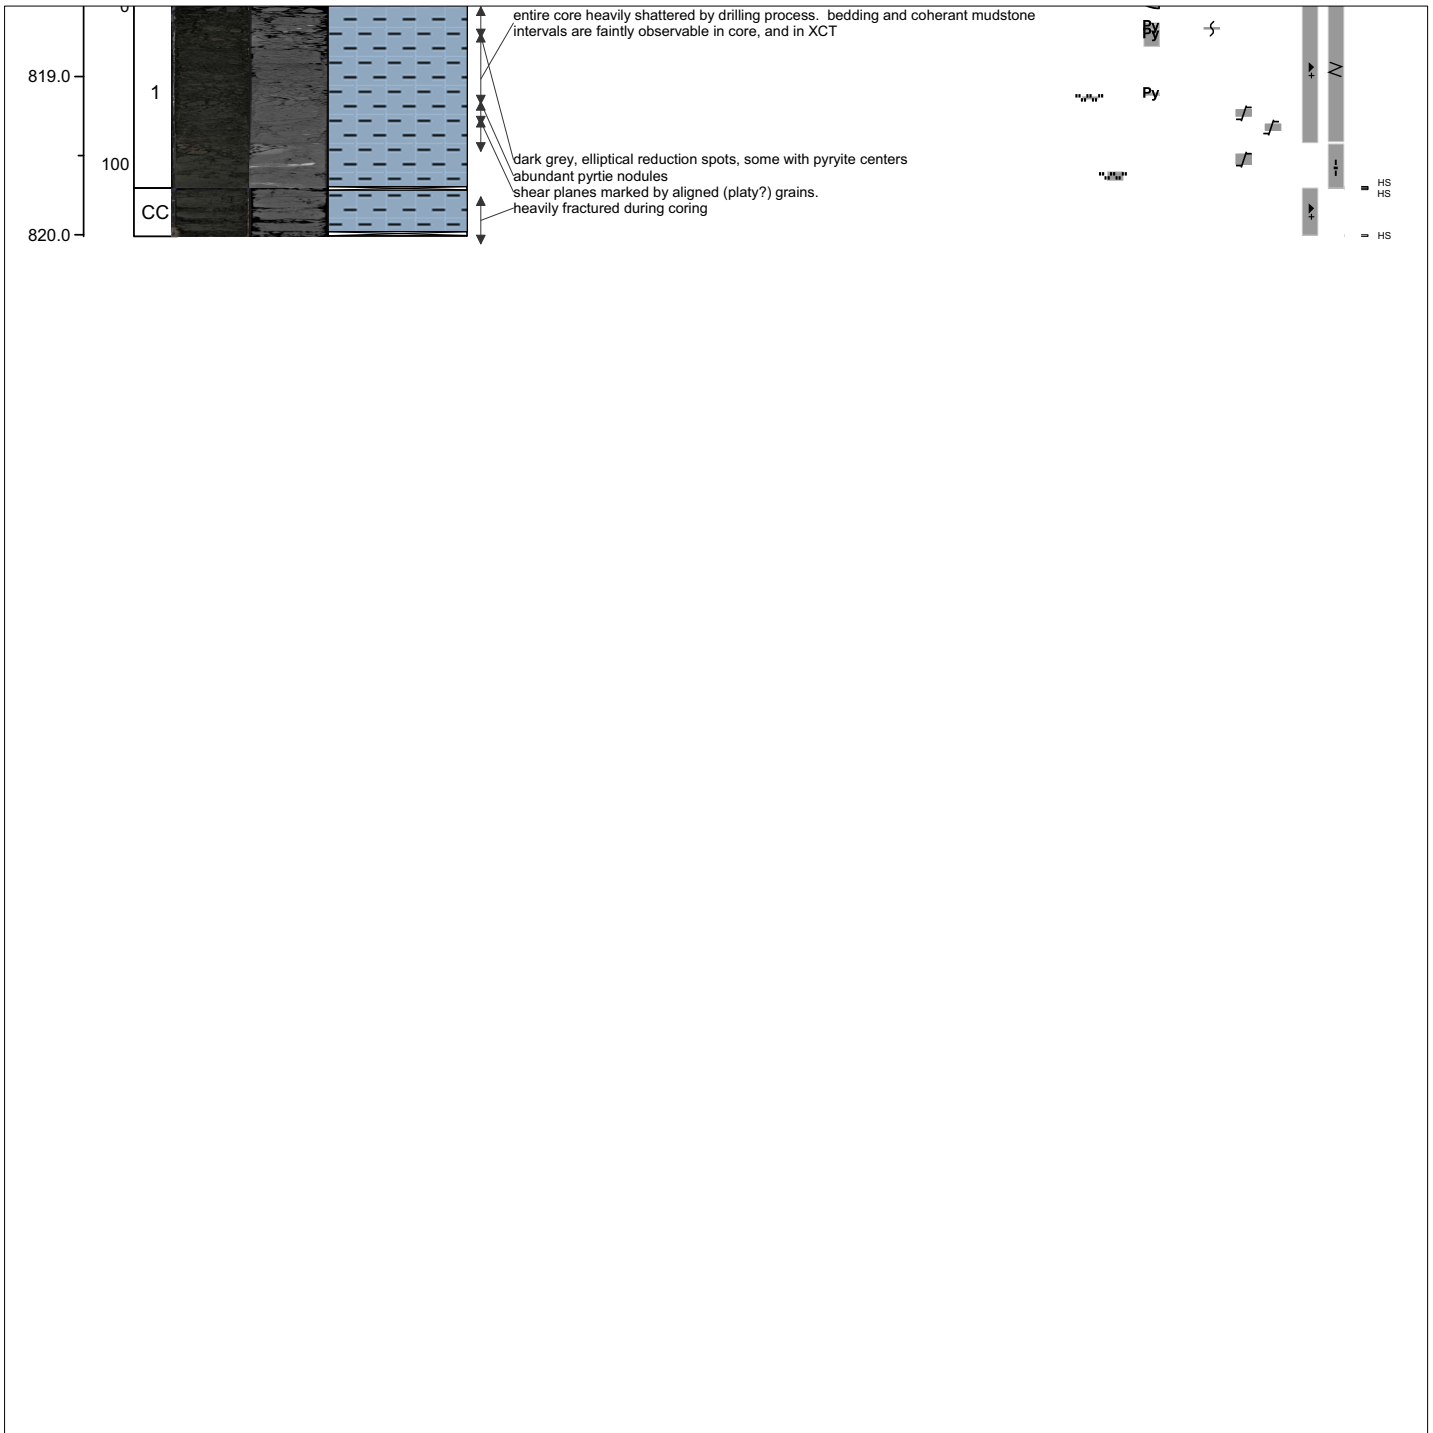 0
entire core heavily shattered by drilling process.  bedding and coherant mudstone
intervals are faintly observable in core, and in XCT
Py
Py
819.0
1
Py
100
dark grey, elliptical reduction spots, some with pyryite centers
abundant pyrtie nodules
shear planes marked by aligned (platy?) grains.
heavily fractured during coring
HS
HS
CC
820.0
HS